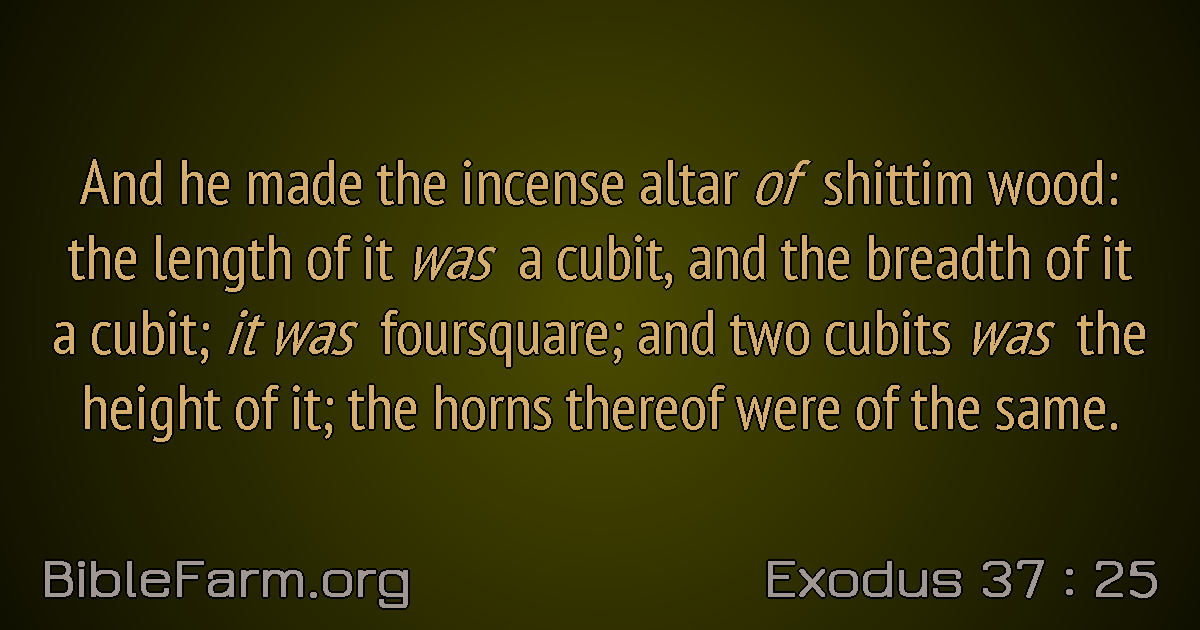 And he made the incense altar of shittim wood:
the length of it was a cubit, and the breadth of it
a cubit; it was foursquare; and two cubits was the
height of it; the horns thereof were of the same.
BibleFarm.org
Exodus 37 : 25